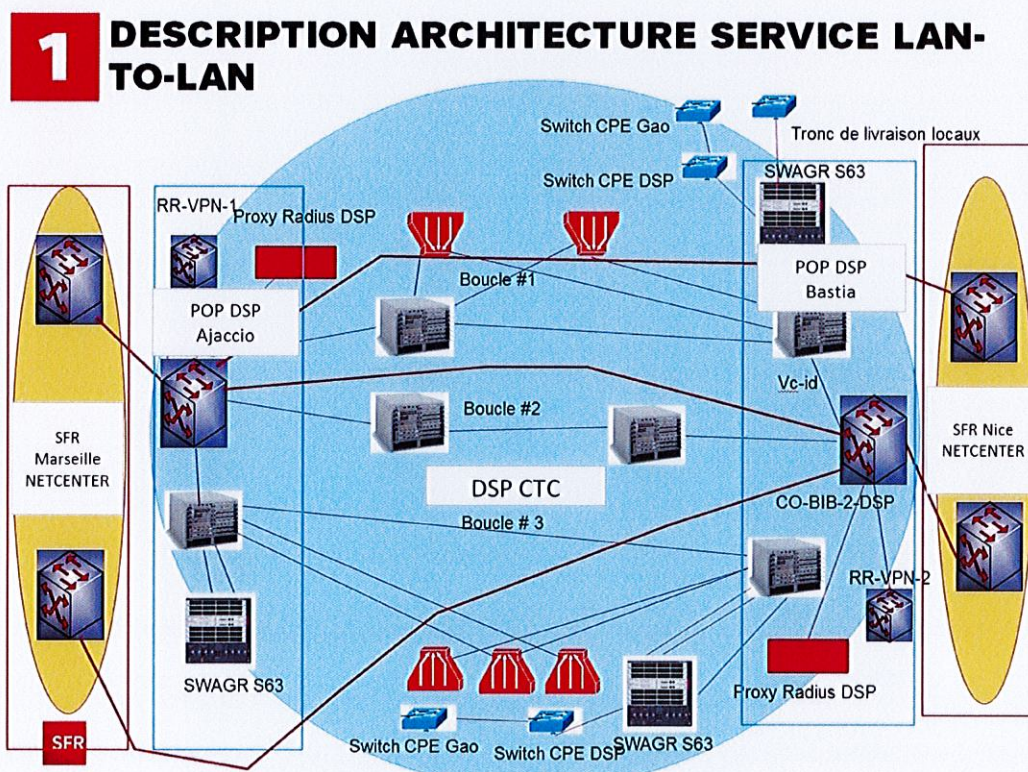 1
DESCRIPTION ARCHITECTURE SERVICE LAN-
TO-LAN
Switch CPE Gao
Tronc de livraison locaux
Switch CPE DSP
SWAGR S63
RR-VPN-1
Proxy Radius DSP
Boucle #1
POP DSP
Ajaccio
POP DSP
Bastia
Vc-id
Boucle #2
SFR
Marseille
NETCENTER
SFR Nice
NETCENTER
DSP CTC
CO-BIB-2-DSP
Boucle # 3
RR-VPN-2
SWAGR S63
Proxy Radius DSP
SFR
Switch CPE Gao
Switch CPE DSP
SWAGR S63